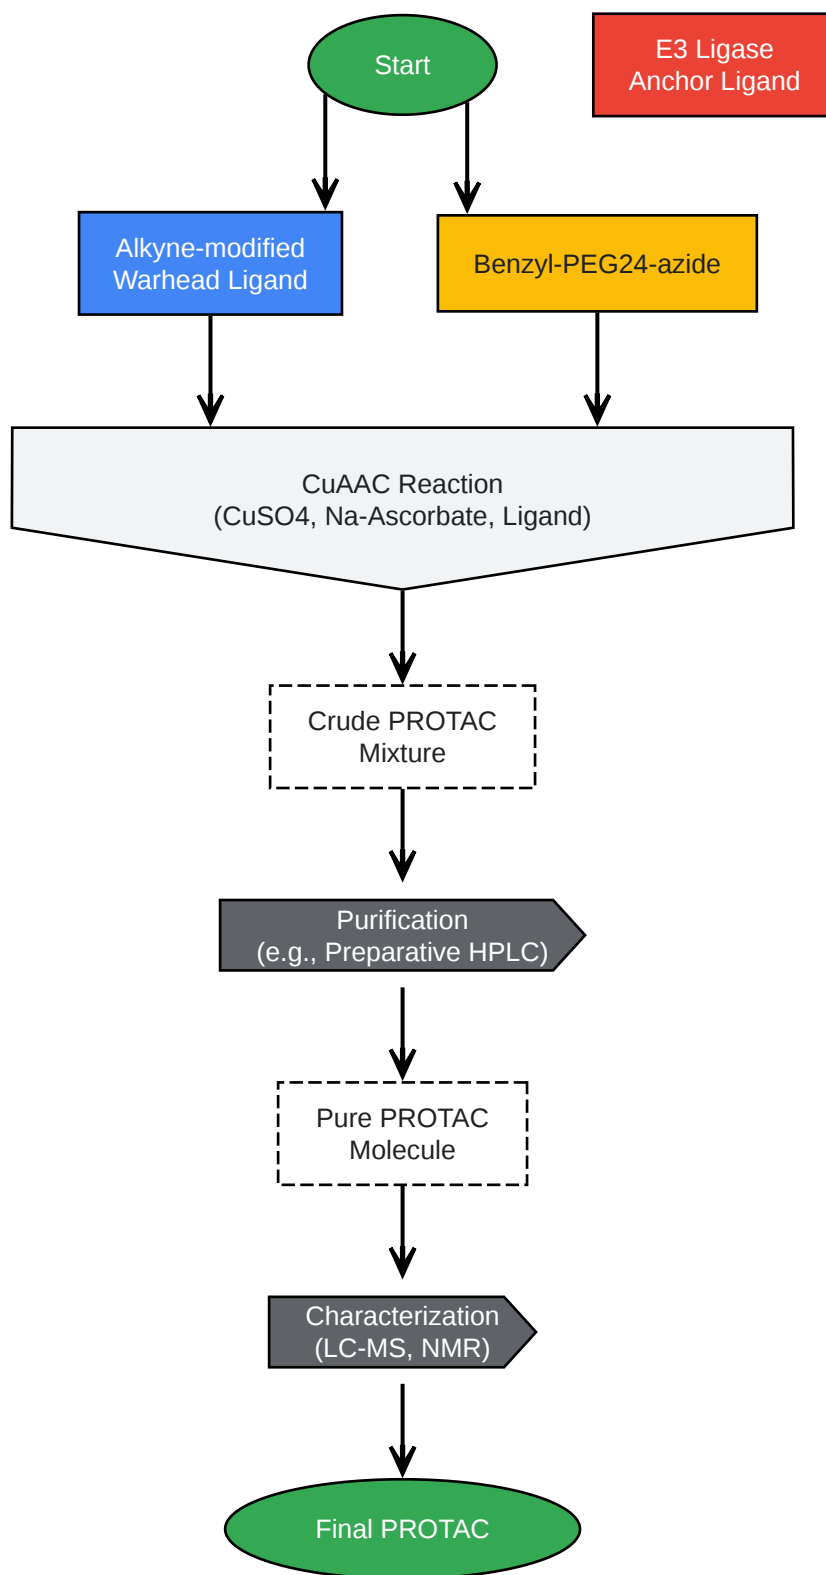 Start
E3 Ligase
Anchor Ligand
Alkyne-modified
Warhead Ligand
Benzyl-PEG24-azide
CuAAC Reaction
(CuSO4, Na-Ascorbate, Ligand)
Crude PROTAC
Mixture
Purification
(e.g., Preparative HPLC)
Pure PROTAC
Molecule
Characterization
(LC-MS, NMR)
Final PROTAC